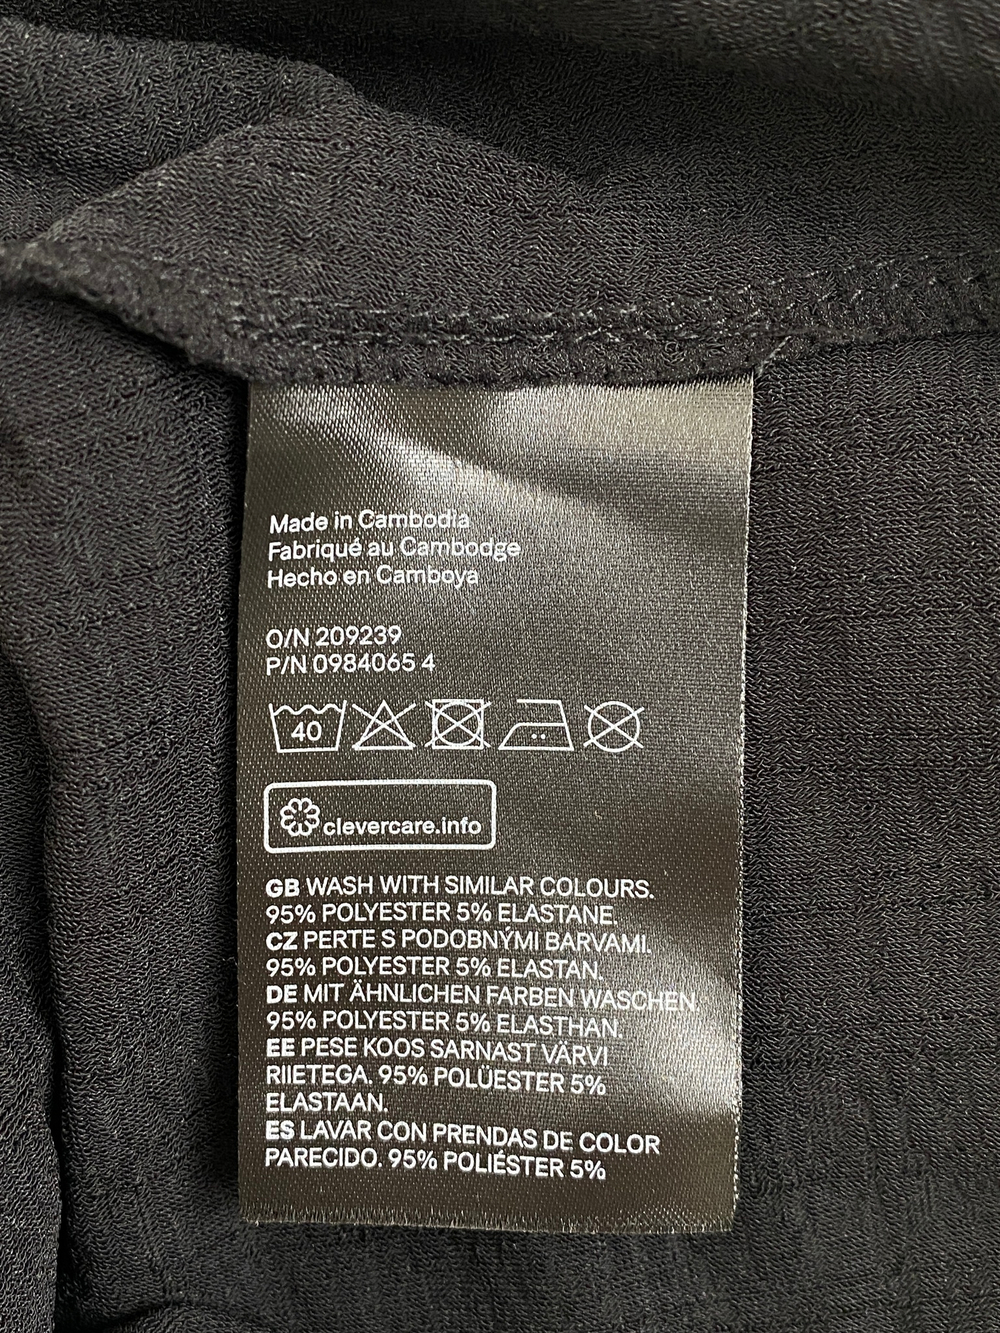 Made in Cambodia
Fabriqué au Cambodge
Hecho en Camboya
O/N 209239
P/N 0984065 4
40
clevercare.info
GB WASH WITH SIMILAR COLOURS.
95% POLYESTER 5% ELASTANE.
CZ PERTE S PODOBNÝMI BARVAMI.
95% POLYESTER 5% ELASTAN.
DE MIT ÄHNLICHEN FARBEN WASCHEN.
95% POLYESTER 5% ELASTHAN.
EE PESE KOOS SARNAST VÄRVI
RIIETEGA. 95% POLÜESTER 5%
ELASTAAN.
ES LAVAR CON PRENDAS DE COLOR
PARECIDO. 95% POLIÉSTER 5%